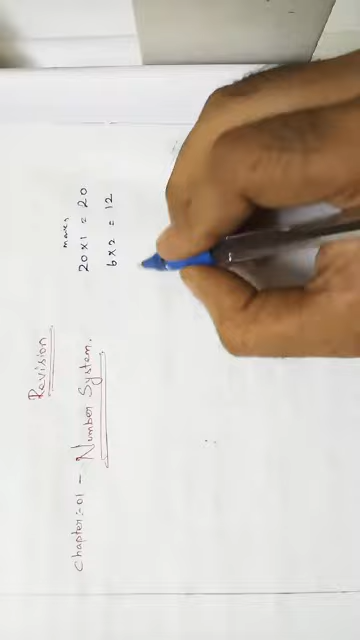 Revision
Chapter:-01 - Number System.
marks
20 x 1 = 20
6 x 2 = 12